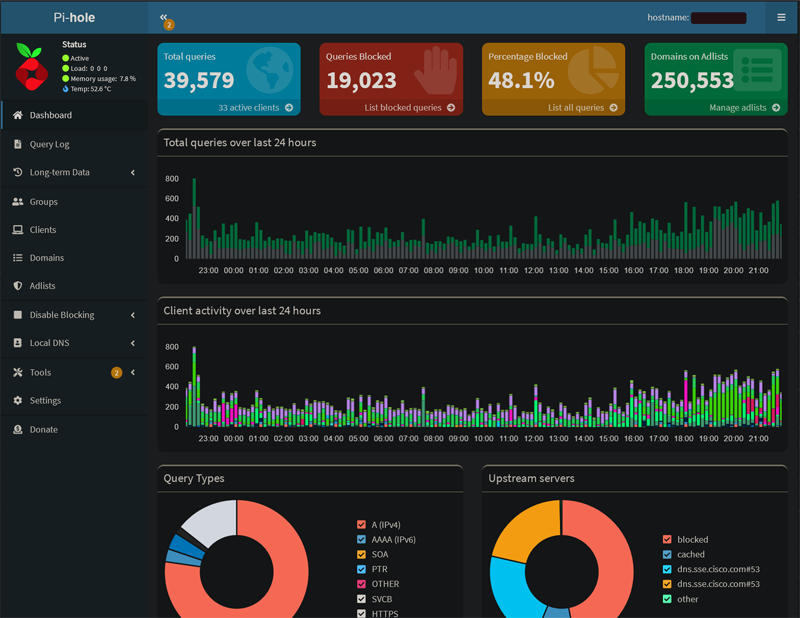 Pi-hole
2
hostname:
Status
Active
Load: 0 0 0
Memory usage: 7.8 %
Temp: 52.6 °C
Dashboard
Query Log
Long-term Data
Groups
Clients
Domains
Adlists
Disable Blocking
Local DNS
Tools
2
Settings
Donate
Total queries
39,579
33 active clients
Queries Blocked
19,023
List blocked queries
Percentage Blocked
48.1%
List all queries
Domains on Adlists
250,553
Manage adlists
Total queries over last 24 hours
800
600
400
200
0
23:00 00:00 01:00 02:00 03:00 04:00 05:00 06:00 07:00 08:00 09:00 10:00 11:00 12:00 13:00 14:00 15:00 16:00 17:00 18:00 19:00 20:00 21:00
Client activity over last 24 hours
800
600
400
200
0
23:00 00:00 01:00 02:00 03:00 04:00 05:00 06:00 07:00 08:00 09:00 10:00 11:00 12:00 13:00 14:00 15:00 16:00 17:00 18:00 19:00 20:00 21:00
Query Types
A (IPv4)
AAAA (IPv6)
SOA
PTR
OTHER
SVCB
HTTPS
Upstream servers
blocked
cached
dns.sse.cisco.com#53
dns.sse.cisco.com#53
other